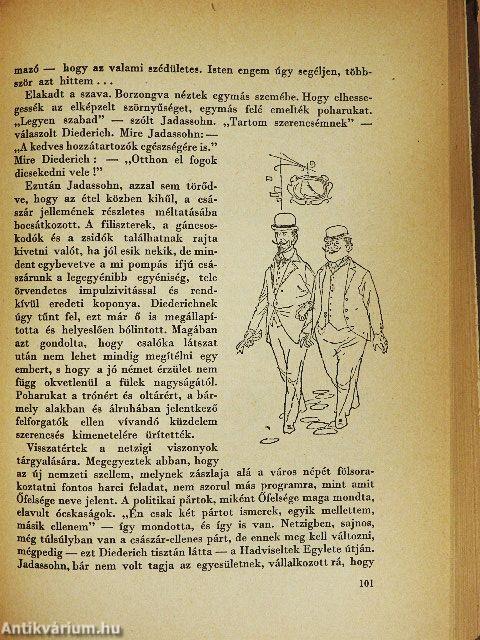 mazó — hogy az valami szédületes. Isten engem úgy segéljen, több-
ször azt hittem . . .
Elakadt a szava. Borzongva néztek egymás szemébe. Hogy elhesse-
gessék az elképzelt szörnyűséget, egymás felé emelték poharukat.
„Legyen szabad” — szólt Jadassohn. „Tartom szerencsémnek” —
válaszolt Diederich. Mire Jadassohn: —
„A kedves hozzátartozók egészségére is.”
Mire Diederich : — „Otthon el fogok
dicsekedni vele !”
Ezután Jadassohn, azzal sem törőd-
ve, hogy az étel közben kihűl, a csá-
szár jellemének részletes méltatásába
bocsátkozott. A filiszterek, a gáncsos-
kodók és a zsidók találhatnak rajta
kivetni valót, ha jól esik nekik, de min-
dent egybevetve a mi pompás ifjú csá-
szárunk a legegyénibb egyéniség, tele
örvendetes impulzivitással és rend-
kívül eredeti koponya. Diederichnek
úgy tűnt fel, ezt már ő is megállapí-
totta és helyeslően bólintott. Magában
azt gondolta, hogy csalóka látszat
után nem lehet mindig megítélni egy
embert, s hogy a jó német érzület nem
függ okvetlenül a fülek nagyságától.
Poharukat a trónért és oltárért, a bár-
mely alakban és álruhában jelentkező
felforgatók ellen vívandó küzdelem
szerencsés kimenetelére ürítették.
Visszatértek a netzigi viszonyok
tárgyalására. Megegyeztek abban, hogy
az új nemzeti szellem, melynek zászlaja alá a város népét fölsora-
koztatni fontos harci feladat, nem szorul más programra, mint amit
Őfelsége neve jelent. A politikai pártok, miként Őfelsége maga mondta,
elavult ócskaságok. „Én csak két pártot ismerek, egyik mellettem,
másik ellenem” — így mondotta, és így is van. Netzigben, sajnos,
még túlsúlyban van a császár-ellenes párt, de ennek meg kell változni,
mégpedig — ezt Diederich tisztán látta — a Hadviseltek Egylete útján.
Jadassohn, bár nem volt tagja az egyesületnek, vállalkozott rá, hogy
101
Antikvárium.hu